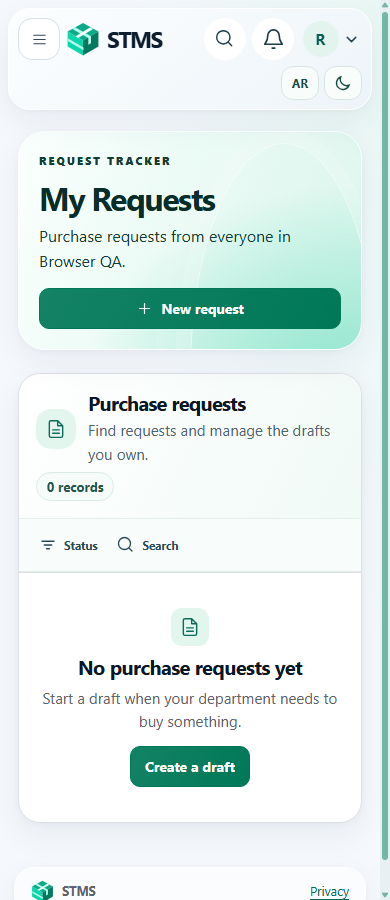 STMS
R
AR
REQUEST TRACKER
My Requests
Purchase requests from everyone in
Browser QA.
New request
Purchase requests
Find requests and manage the drafts
you own.
0 records
Status
Search
No purchase requests yet
Start a draft when your department needs to
buy something.
Create a draft
STMS
Privacy